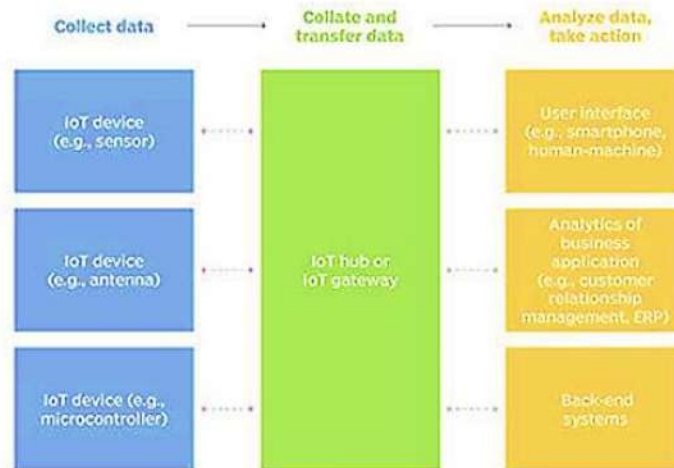 Collect data
Collate and
transfer data
Analyze data,
take action
IoT device
(e.g., sensor)
IoT device
(e.g., antenna)
IoT device (e.g.,
microcontroller)
IoT hub or
IoT gateway
User interface
(e.g., smartphone,
human-machine)
Analytics of
business
application
(e.g., customer
relationship
management, ERP)
Back-end
systems